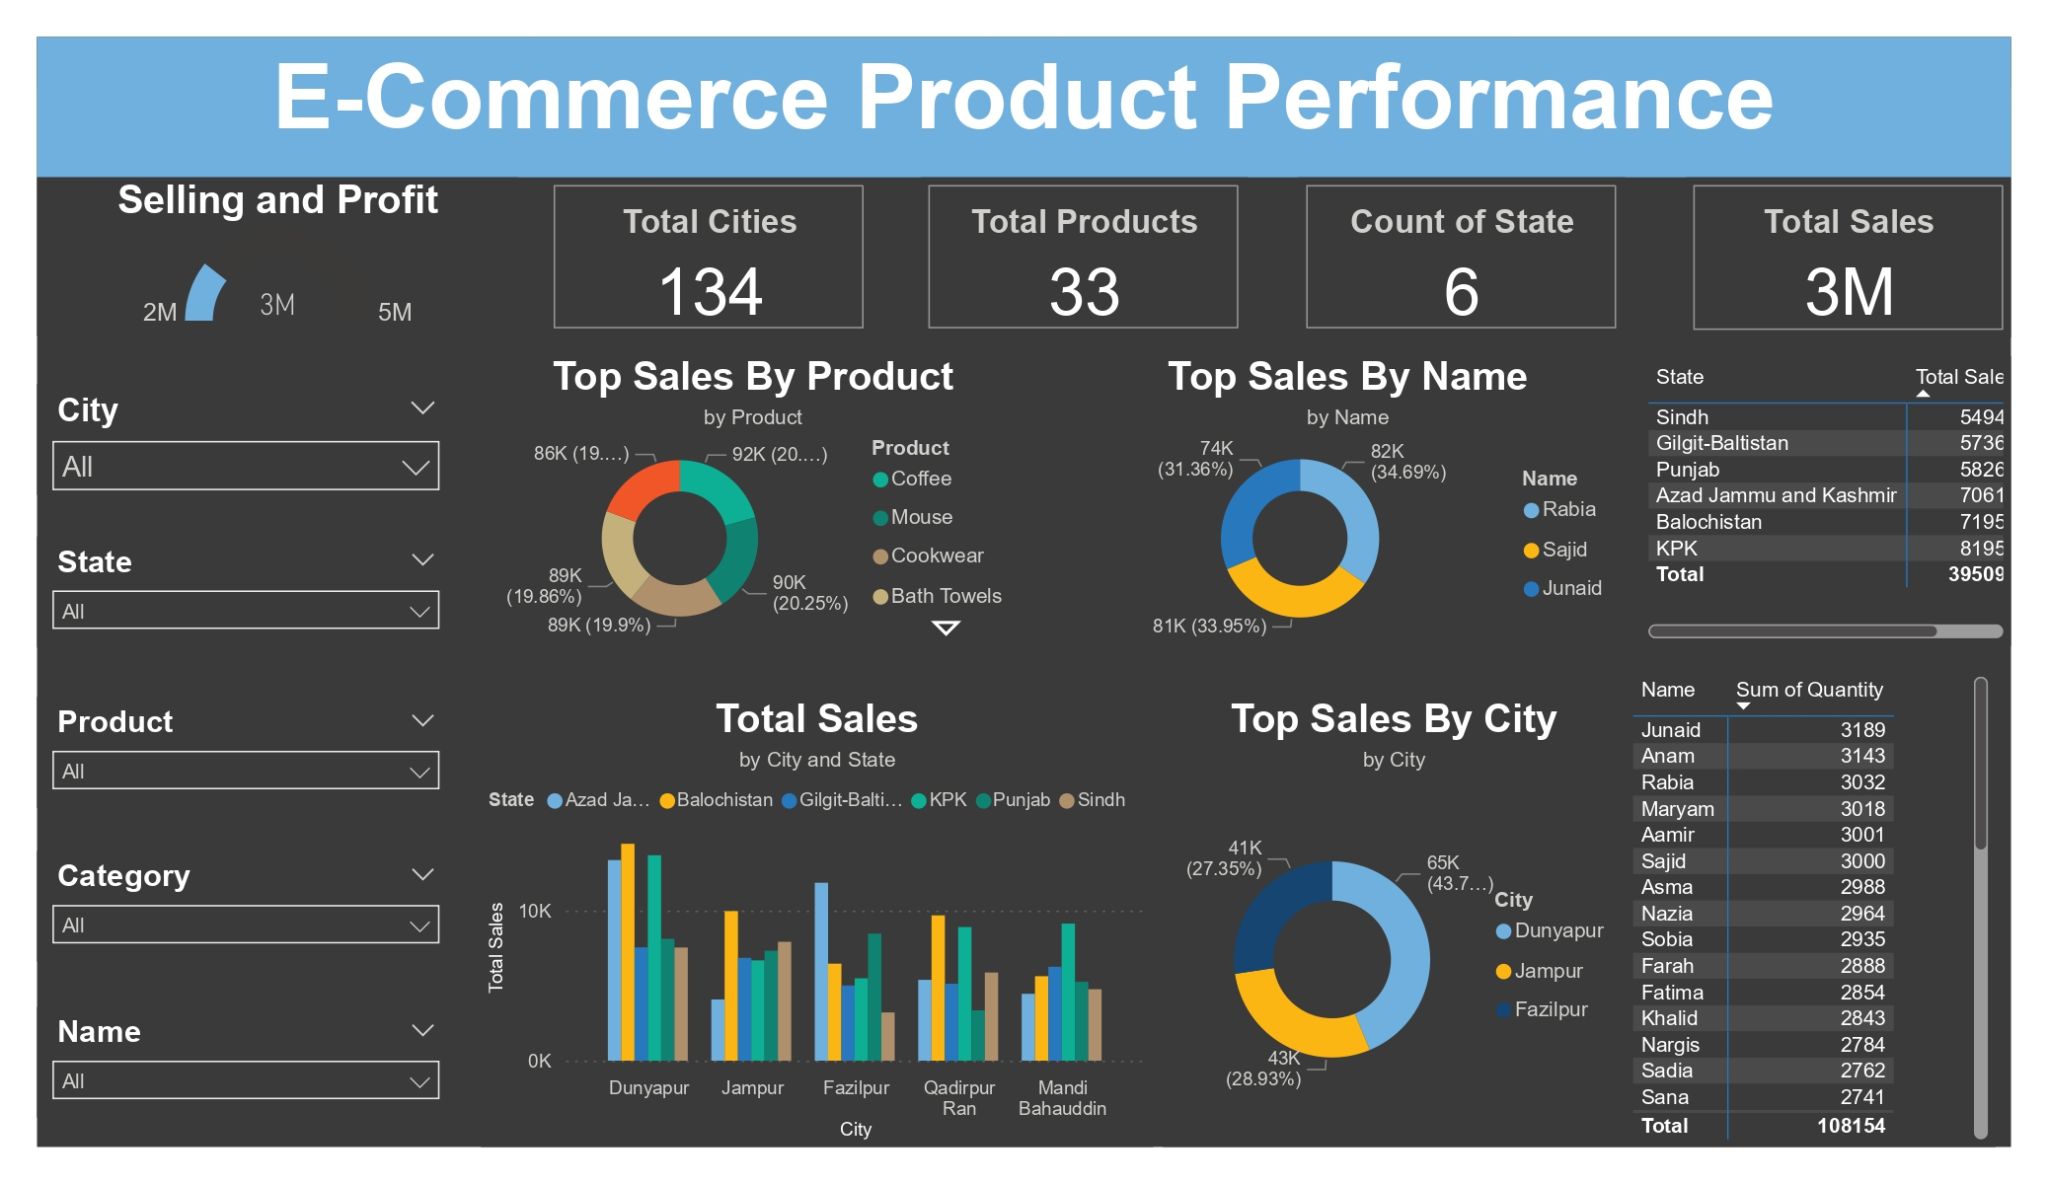 E-Commerce Product Performance
Selling and Profit
2M
3M
5M
Total Cities
134
Total Products
33
Count of State
6
Total Sales
3M
City
All
State
All
Product
All
Category
All
Name
All
Top Sales By Product
by Product
86K (19.…)
92K (20.…)
89K
(19.86%)
90K
(20.25%)
89K (19.9%)
Product
Coffee
Mouse
Cookwear
Bath Towels
Top Sales By Name
by Name
74K
(31.36%)
82K
(34.69%)
81K (33.95%)
Name
Rabia
Sajid
Junaid
State Total Sale
Sindh 5494
Gilgit-Baltistan 5736
Punjab 5826
Azad Jammu and Kashmir 7061
Balochistan 7195
KPK 8195
Total 39509
Total Sales
by City and State
State Azad Ja… Balochistan Gilgit-Balti… KPK Punjab Sindh
Total Sales
10K
0K
Dunyapur
Jampur
Fazilpur
Qadirpur
Ran
Mandi
Bahauddin
City
Top Sales By City
by City
41K
(27.35%)
65K
(43.7…)
43K
(28.93%)
City
Dunyapur
Jampur
Fazilpur
Name Sum of Quantity
Junaid 3189
Anam 3143
Rabia 3032
Maryam 3018
Aamir 3001
Sajid 3000
Asma 2988
Nazia 2964
Sobia 2935
Farah 2888
Fatima 2854
Khalid 2843
Nargis 2784
Sadia 2762
Sana 2741
Total 108154